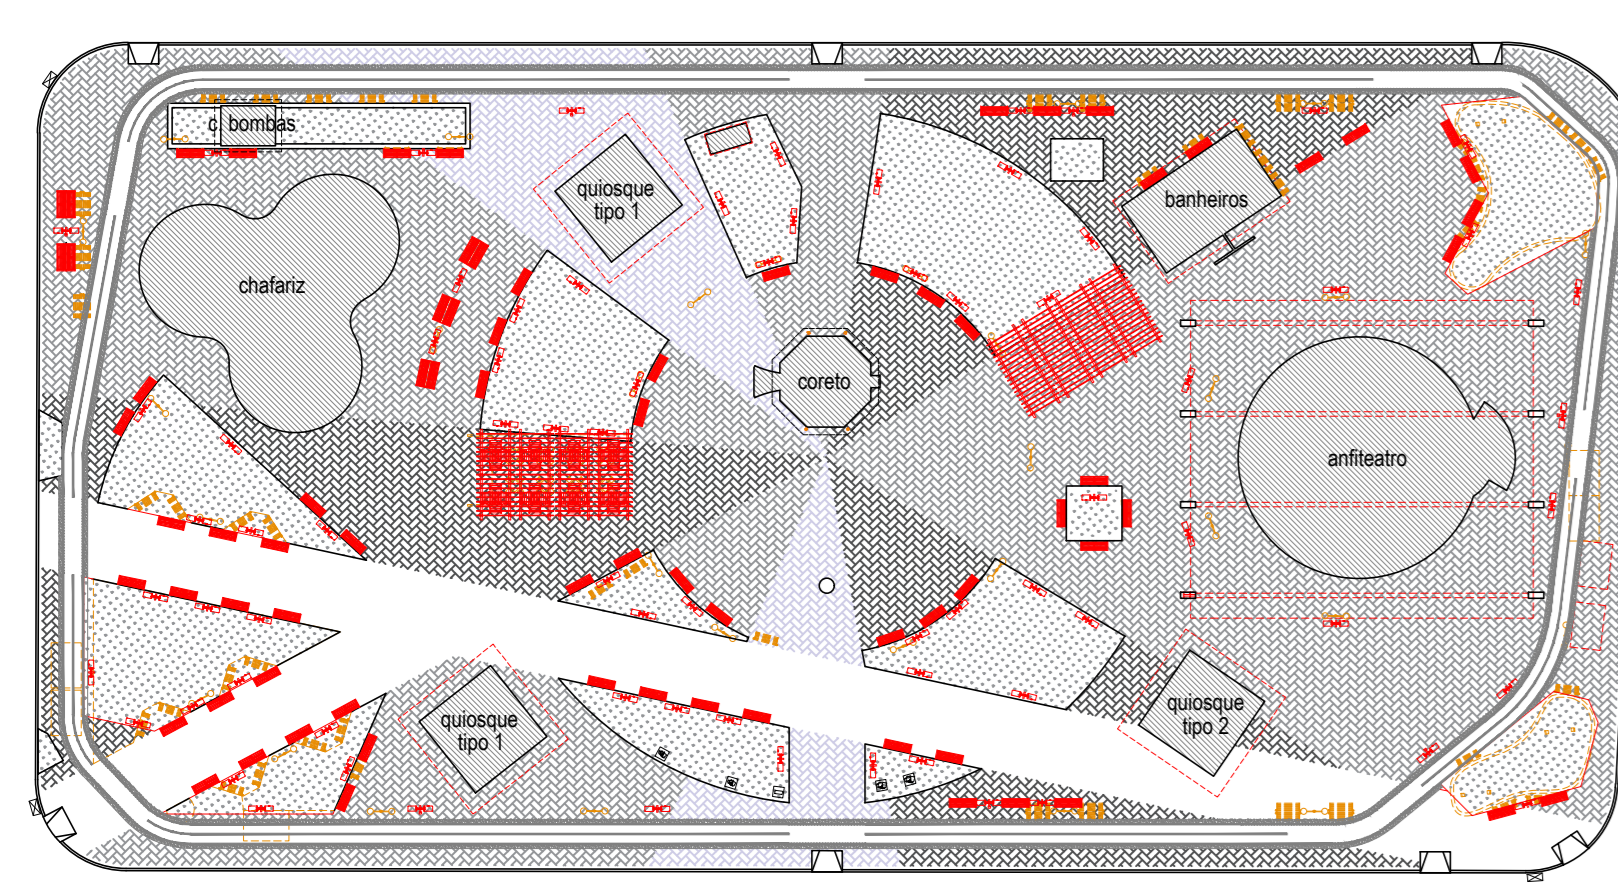 c. bombas
quiosque
tipo 1
banheiros
chafariz
coreto
anfiteatro
quiosque
tipo 1
quiosque
tipo 2